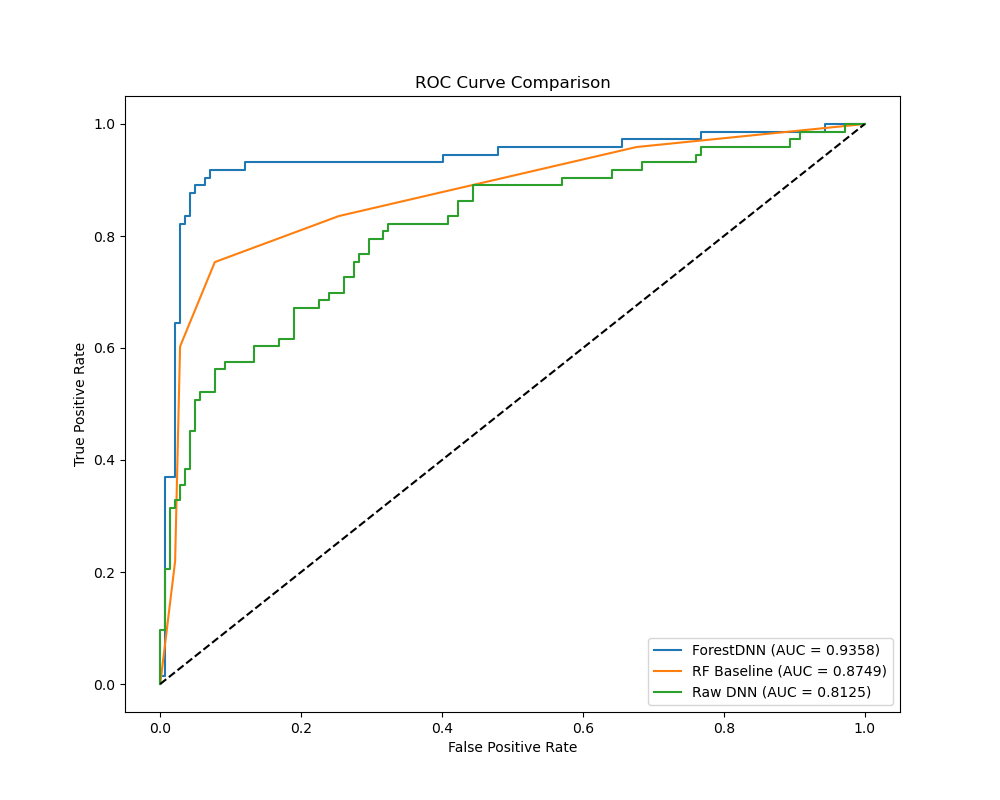 ROC Curve Comparison
True Positive Rate
1.0
0.8
0.6
0.4
0.2
0.0
ForestDNN (AUC = 0.9358)
RF Baseline (AUC = 0.8749)
Raw DNN (AUC = 0.8125)
0.0 0.2 0.4 0.6 0.8 1.0
False Positive Rate